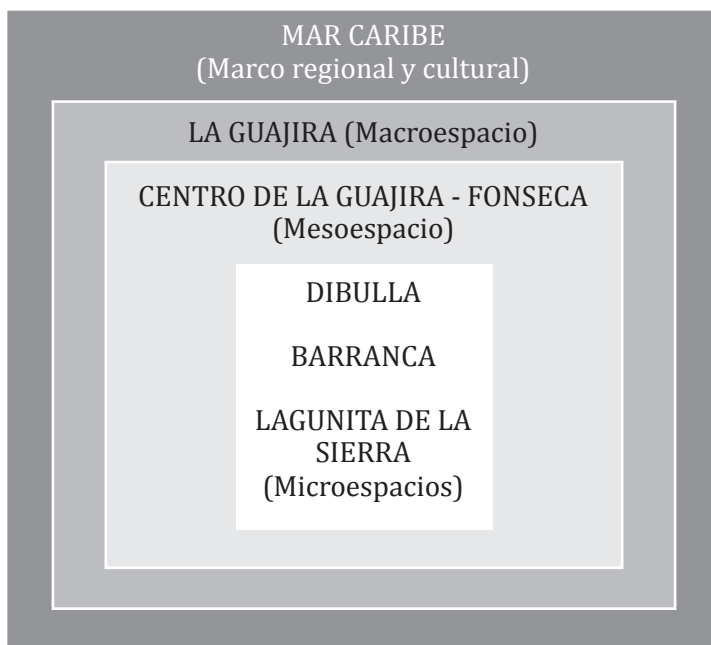 MAR CARIBE
(Marco regional y cultural)
LA GUAJIRA (Macroespacio)
CENTRO DE LA GUAJIRA - FONSECA
(Mesoespacio)
DIBULLA
BARRANCA
LAGUNITA DE LA
SIERRA
(Microespacios)